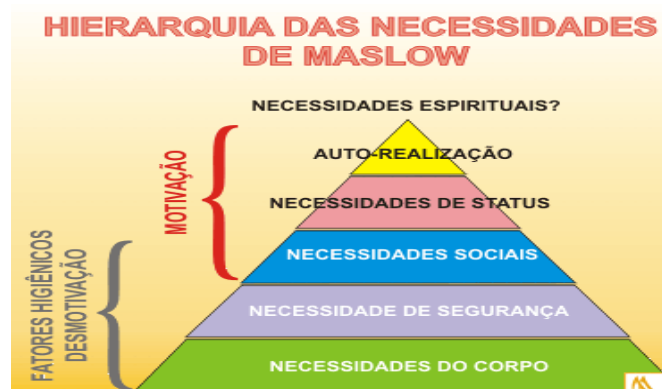 HIERARQUIA DAS NECESSIDADES
DE MASLOW
NECESSIDADES ESPIRITUAIS?
AUTO-REALIZAÇÃO
NECESSIDADES DE STATUS
NECESSIDADES SOCIAIS
NECESSIDADE DE SEGURANÇA
NECESSIDADES DO CORPO
MOTIVAÇÃO
FATORES HIGIÊNICOS
DESMOTIVAÇÃO